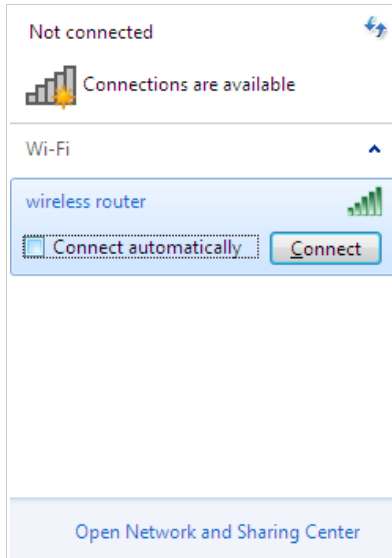 Not connected
Connections are available
Wi-Fi
wireless router
Connect automatically
Connect
Open Network and Sharing Center